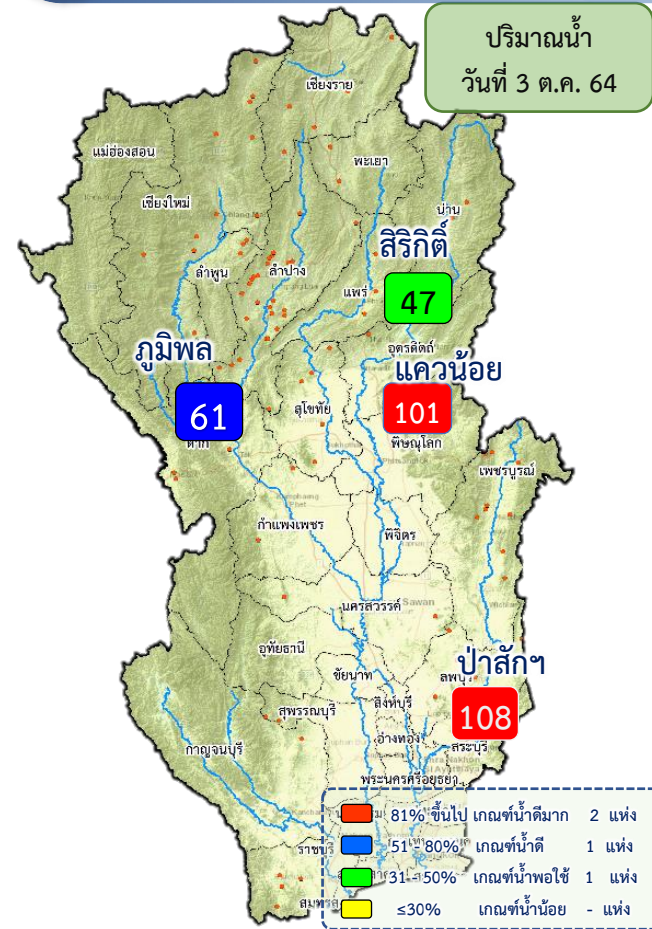 ปริมาณน้ำ
วันที่ 3 ต.ค. 64
เชียงราย
แม่ฮ่องสอน
พะเยา
เชียงใหม่
น่าน
สิริกิติ์
ลำพูน
ลำปาง
แพร่
47
อุตรดิตถ์
ภูมิพล
แควน้อย
61
101
สุโขทัย
ตาก
พิษณุโลก
เพชรบูรณ์
กำแพงเพชร
พิจิตร
นครสวรรค์
อุทัยธานี
ป่าสักฯ
ชัยนาท
ลพบุรี
สิงห์บุรี
สุพรรณบุรี
108
อ่างทอง
สระบุรี
กาญจนบุรี
พระนครศรีอยุธยา
81% ขึ้นไป เกณฑ์น้ำดีมาก 2 แห่ง
51 - 80% เกณฑ์น้ำดี 1 แห่ง
ราชบุรี
31 - 50% เกณฑ์น้ำพอใช้ 1 แห่ง
≤30% เกณฑ์น้ำน้อย - แห่ง